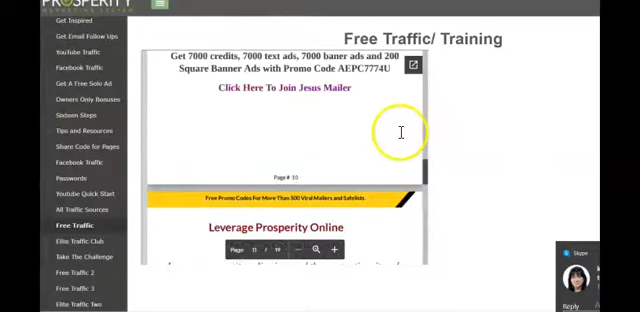 PROSPERITY
MARKETING SYSTEM
Get Inspired
Get Email Follow Ups
YouTube Traffic
Facebook Traffic
Get A Free Solo Ad
Owners Only Bonuses
Sixteen Steps
Tips and Resources
Share Code for Pages
Facebook Traffic
Passwords
Youtube Quick Start
All Traffic Sources
Free Traffic
Elite Traffic Club
Take The Challenge
Free Traffic 2
Free Traffic 3
Elite Traffic Two
Free Traffic/ Training
Get 7000 credits, 7000 text ads, 7000 baner ads and 200
Square Banner Ads with Promo Code AEPC7774U
Click Here To Join Jesus Mailer
Page # 10
Free Promo Codes For More Than 500 Viral Mailers and Safelists
Leverage Prosperity Online
Page 11 / 19
Skype
Reply